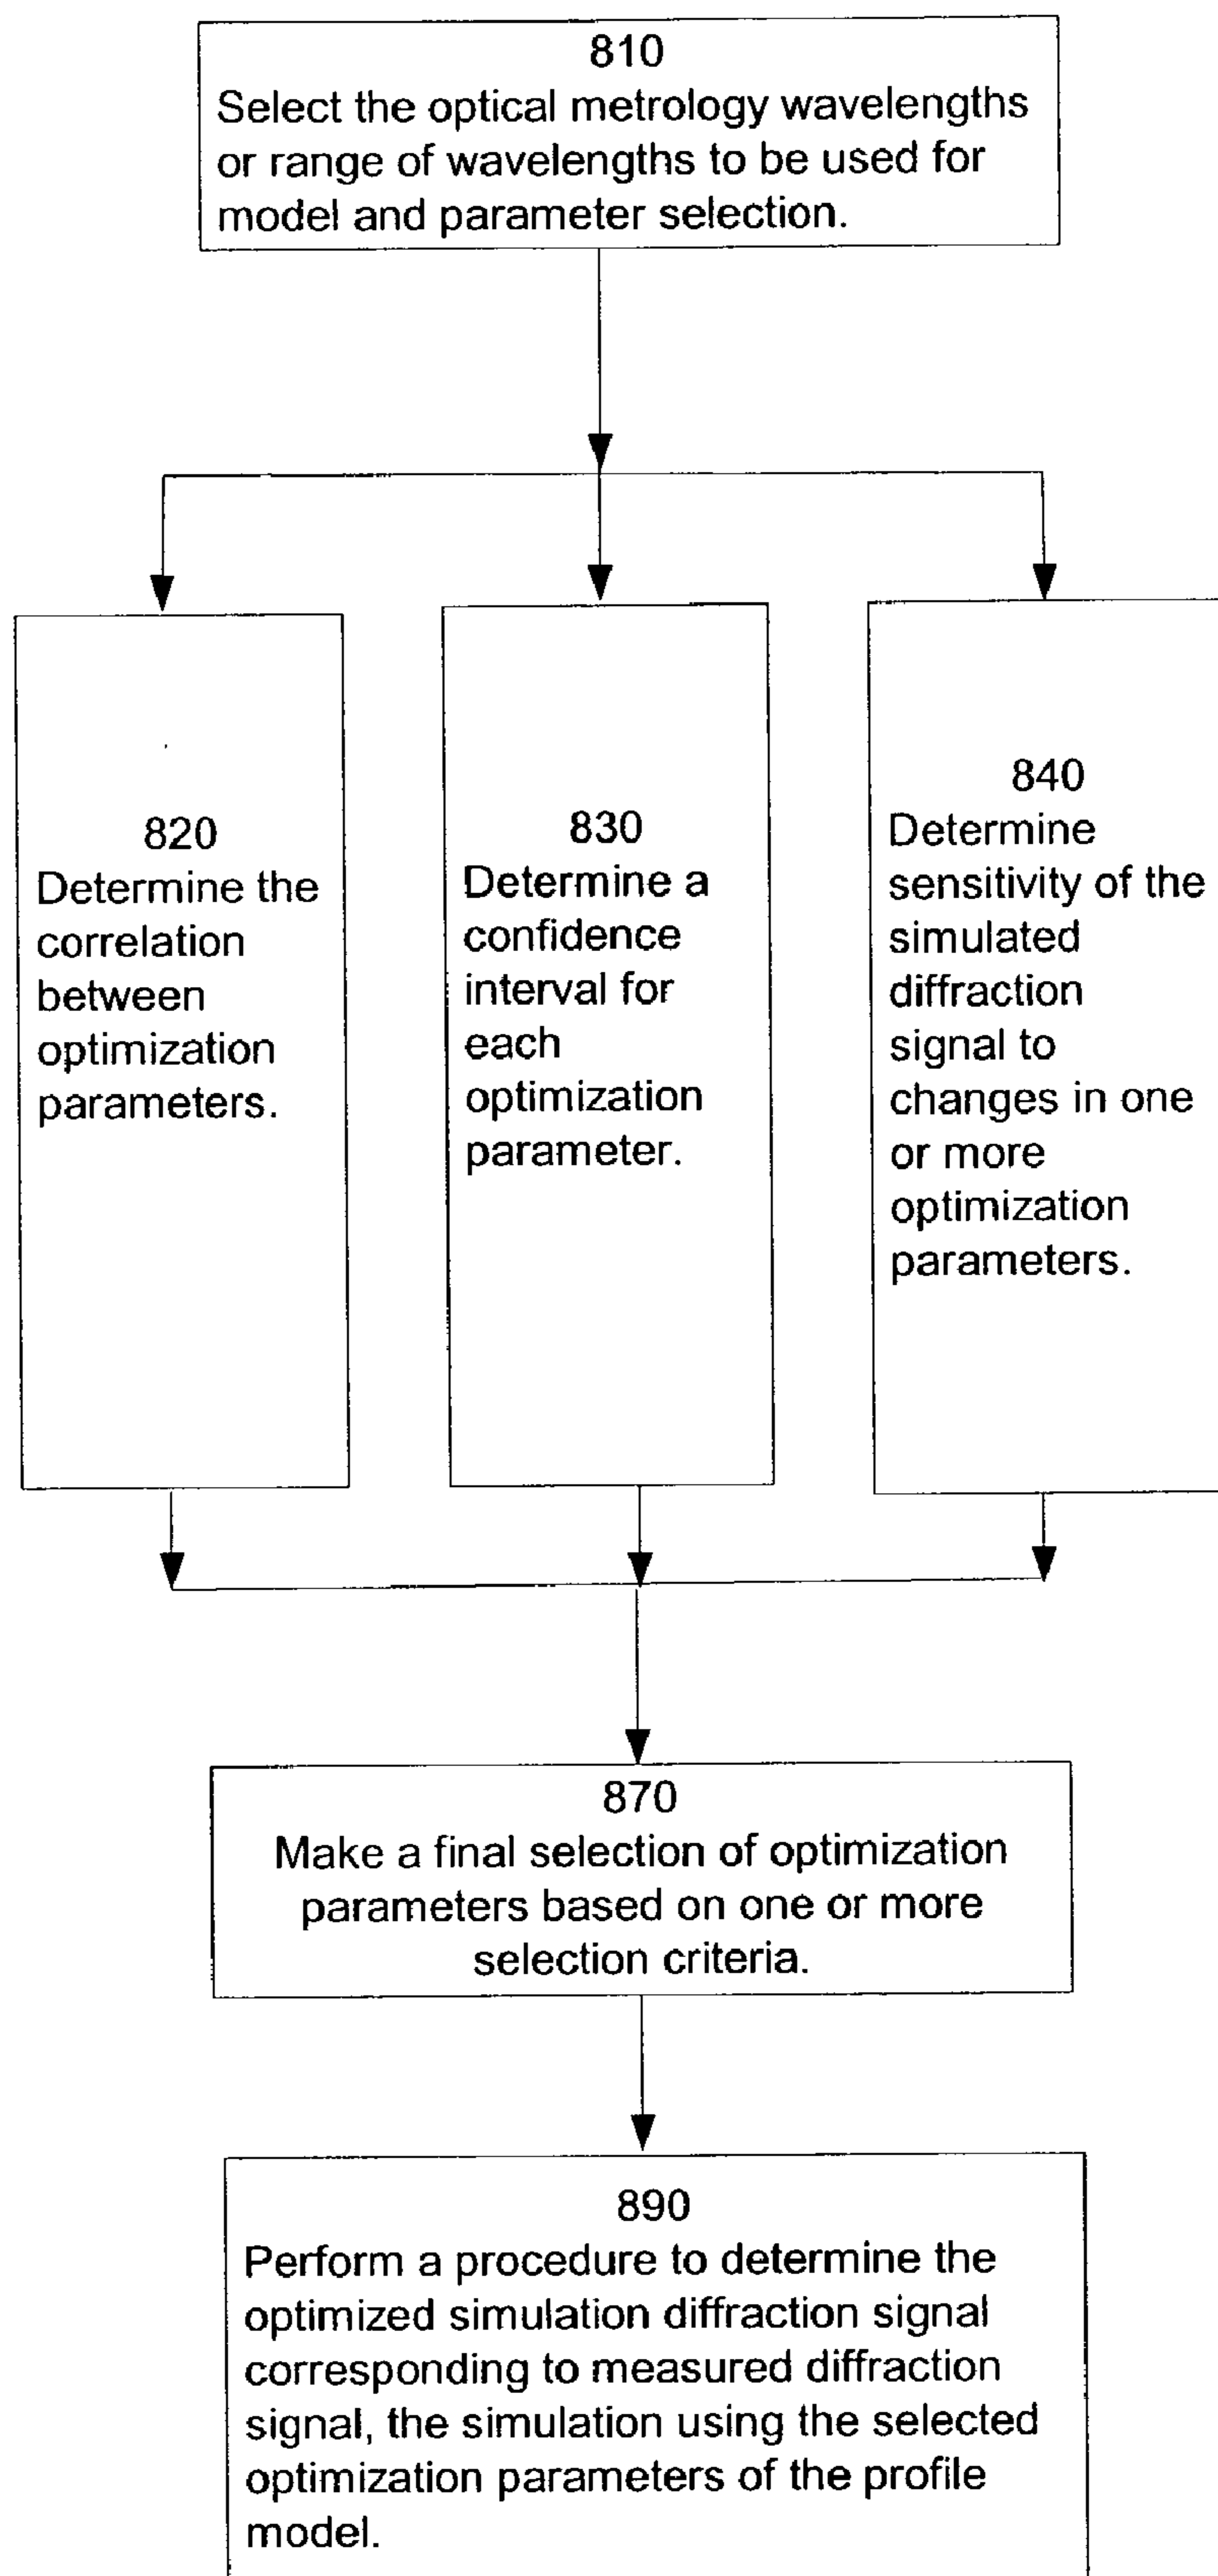 810
Select the optical metrology wavelengths
or range of wavelengths to be used for
model and parameter selection.
820
Determine the
correlation
between
optimization
parameters.
830
Determine a
confidence
interval for
each
optimization
parameter.
840
Determine
sensitivity of the
simulated
diffraction
signal to
changes in one
or more
optimization
parameters.
870
Make a final selection of optimization
parameters based on one or more
selection criteria.
890
Perform a procedure to determine the
optimized simulation diffraction signal
corresponding to measured diffraction
signal, the simulation using the selected
optimization parameters of the profile
model.